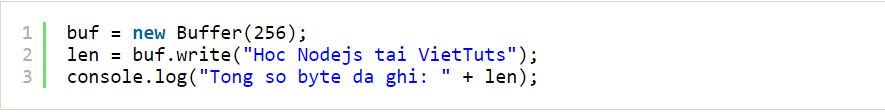 1 buf = new Buffer(256);
2 len = buf.write("Hoc Nodejs tai VietTuts");
3 console.log("Tong so byte da ghi: " + len);